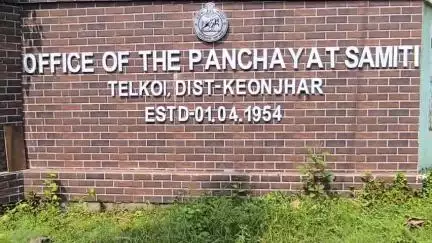 OFFICE OF THE PANCHAYAT SAMITI
TELKOI, DIST-KEONJHAR
ESTD-01.04.1954